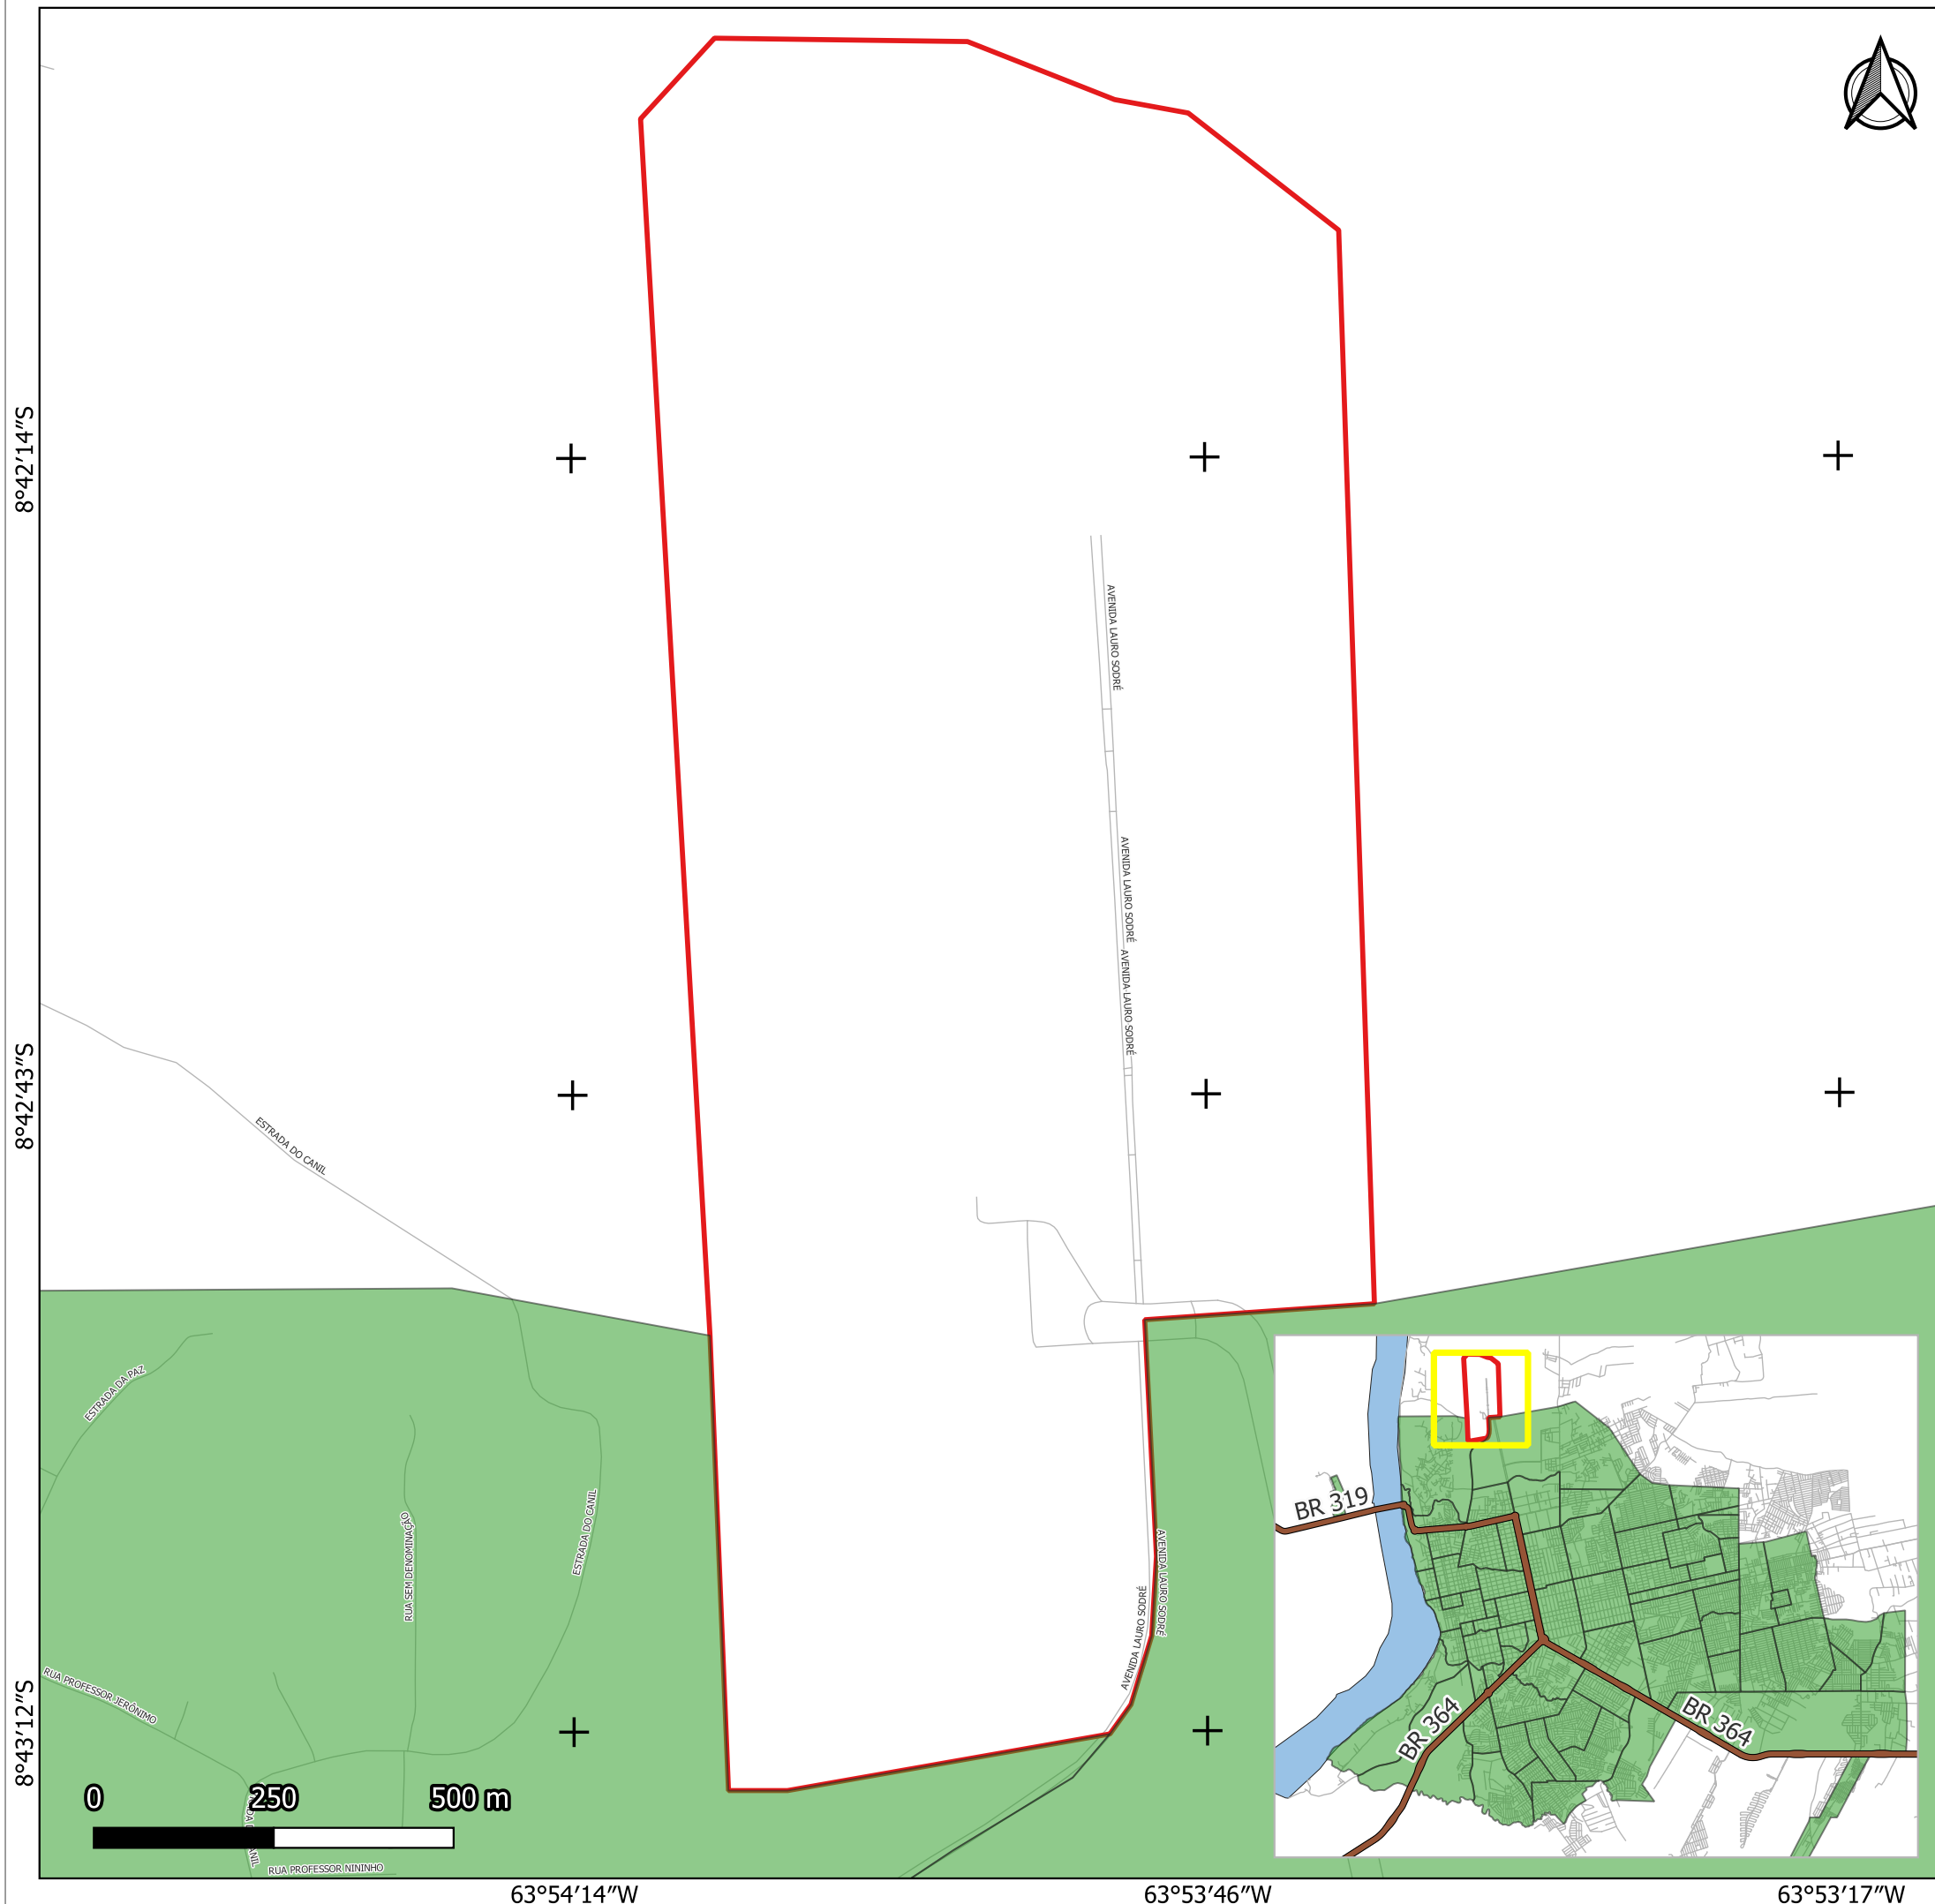 8°42′14″S
AVENIDA LAURO SODRÉ
AVENIDA LAURO SODRÉ
AVENIDA LAURO SODRÉ
8°42′43″S
ESTRADA DO CANIL
ESTRADA DA PAZ
RUA SEM DENOMINAÇÃO
ESTRADA DO CANIL
AVENIDA LAURO SODRÉ
AVENIDA LAURO SODRÉ
BR 319
BR 364
BR 364
8°43′12″S
RUA PROFESSOR JERÔNIMO
0 250 500 m
RUA PROFESSOR NININHO
63°54′14″W
63°53′46″W
63°53′17″W